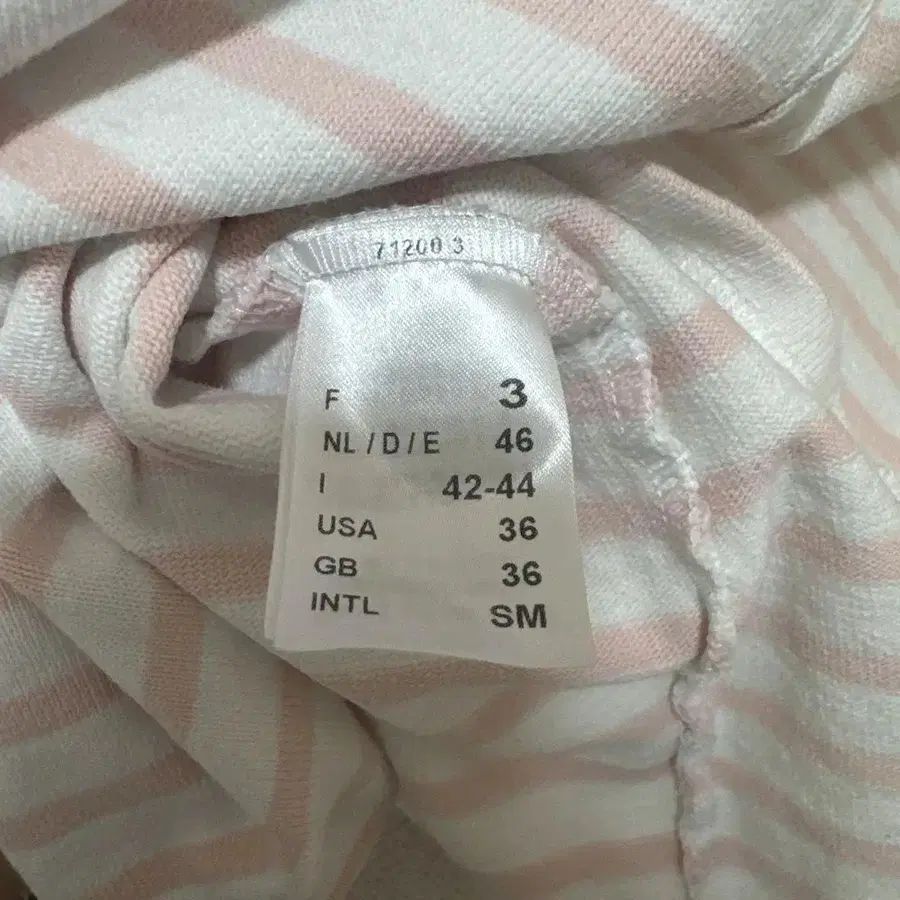 71200 3
F 3
NL / D / E 46
I 42-44
USA 36
GB 36
INTL SM